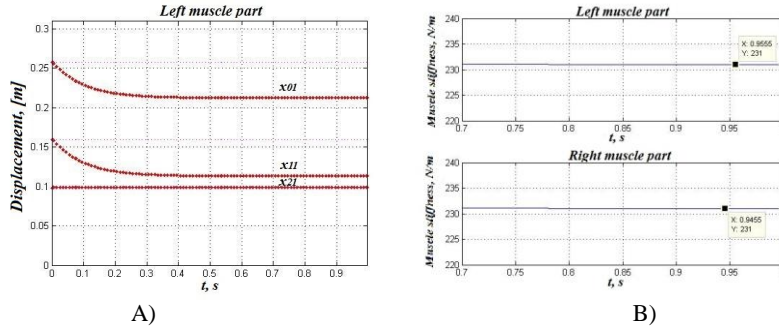 Left muscle part
Displacement, [m]
0.3
0.25
0.2
0.15
0.1
0.05
0
x01
x11
x21
0 0.1 0.2 0.3 0.4 0.5 0.6 0.7 0.8 0.9
t, s
A)
Left muscle part
Muscle stiffness, N/m
240
235
230
225
220
X: 0.9555
Y: 231
0.7 0.75 0.8 0.85 0.9 0.95
t, s
Right muscle part
Muscle stiffness, N/m
240
235
230
225
220
X: 0.9455
Y: 231
0.7 0.75 0.8 0.85 0.9 0.95
t, s
B)